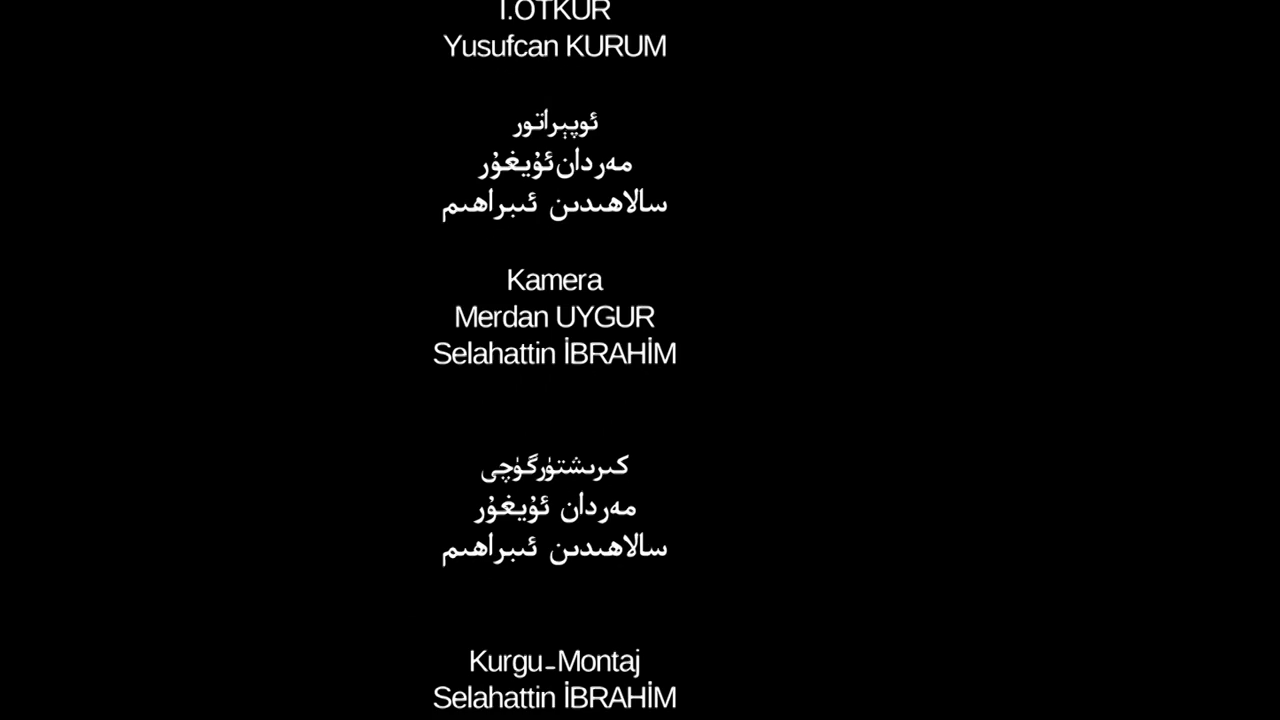 İ.ÖTKÜR
Yusufcan KURUM
ئوپېراتور
مەردان ئۇيغۇر
سالاھىدىن ئىبراھىم
Kamera
Merdan UYGUR
Selahattin İBRAHİM
كىرىشتۈرگۈچى
مەردان ئۇيغۇر
سالاھىدىن ئىبراھىم
Kurgu-Montaj
Selahattin İBRAHİM